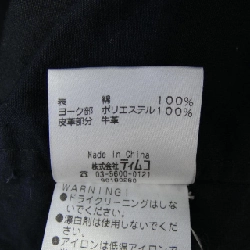 表 綿 100%
ヨーク部 ポリエステル100%
皮革部分 牛革
Made in China
株式会社ティムコ
☎ 03-5600-0121
WARNING!
●ドライクリーニングはしな
いでください。
●漂白剤は使用しないでくだ
さい。
●アイロンは低温アイロン